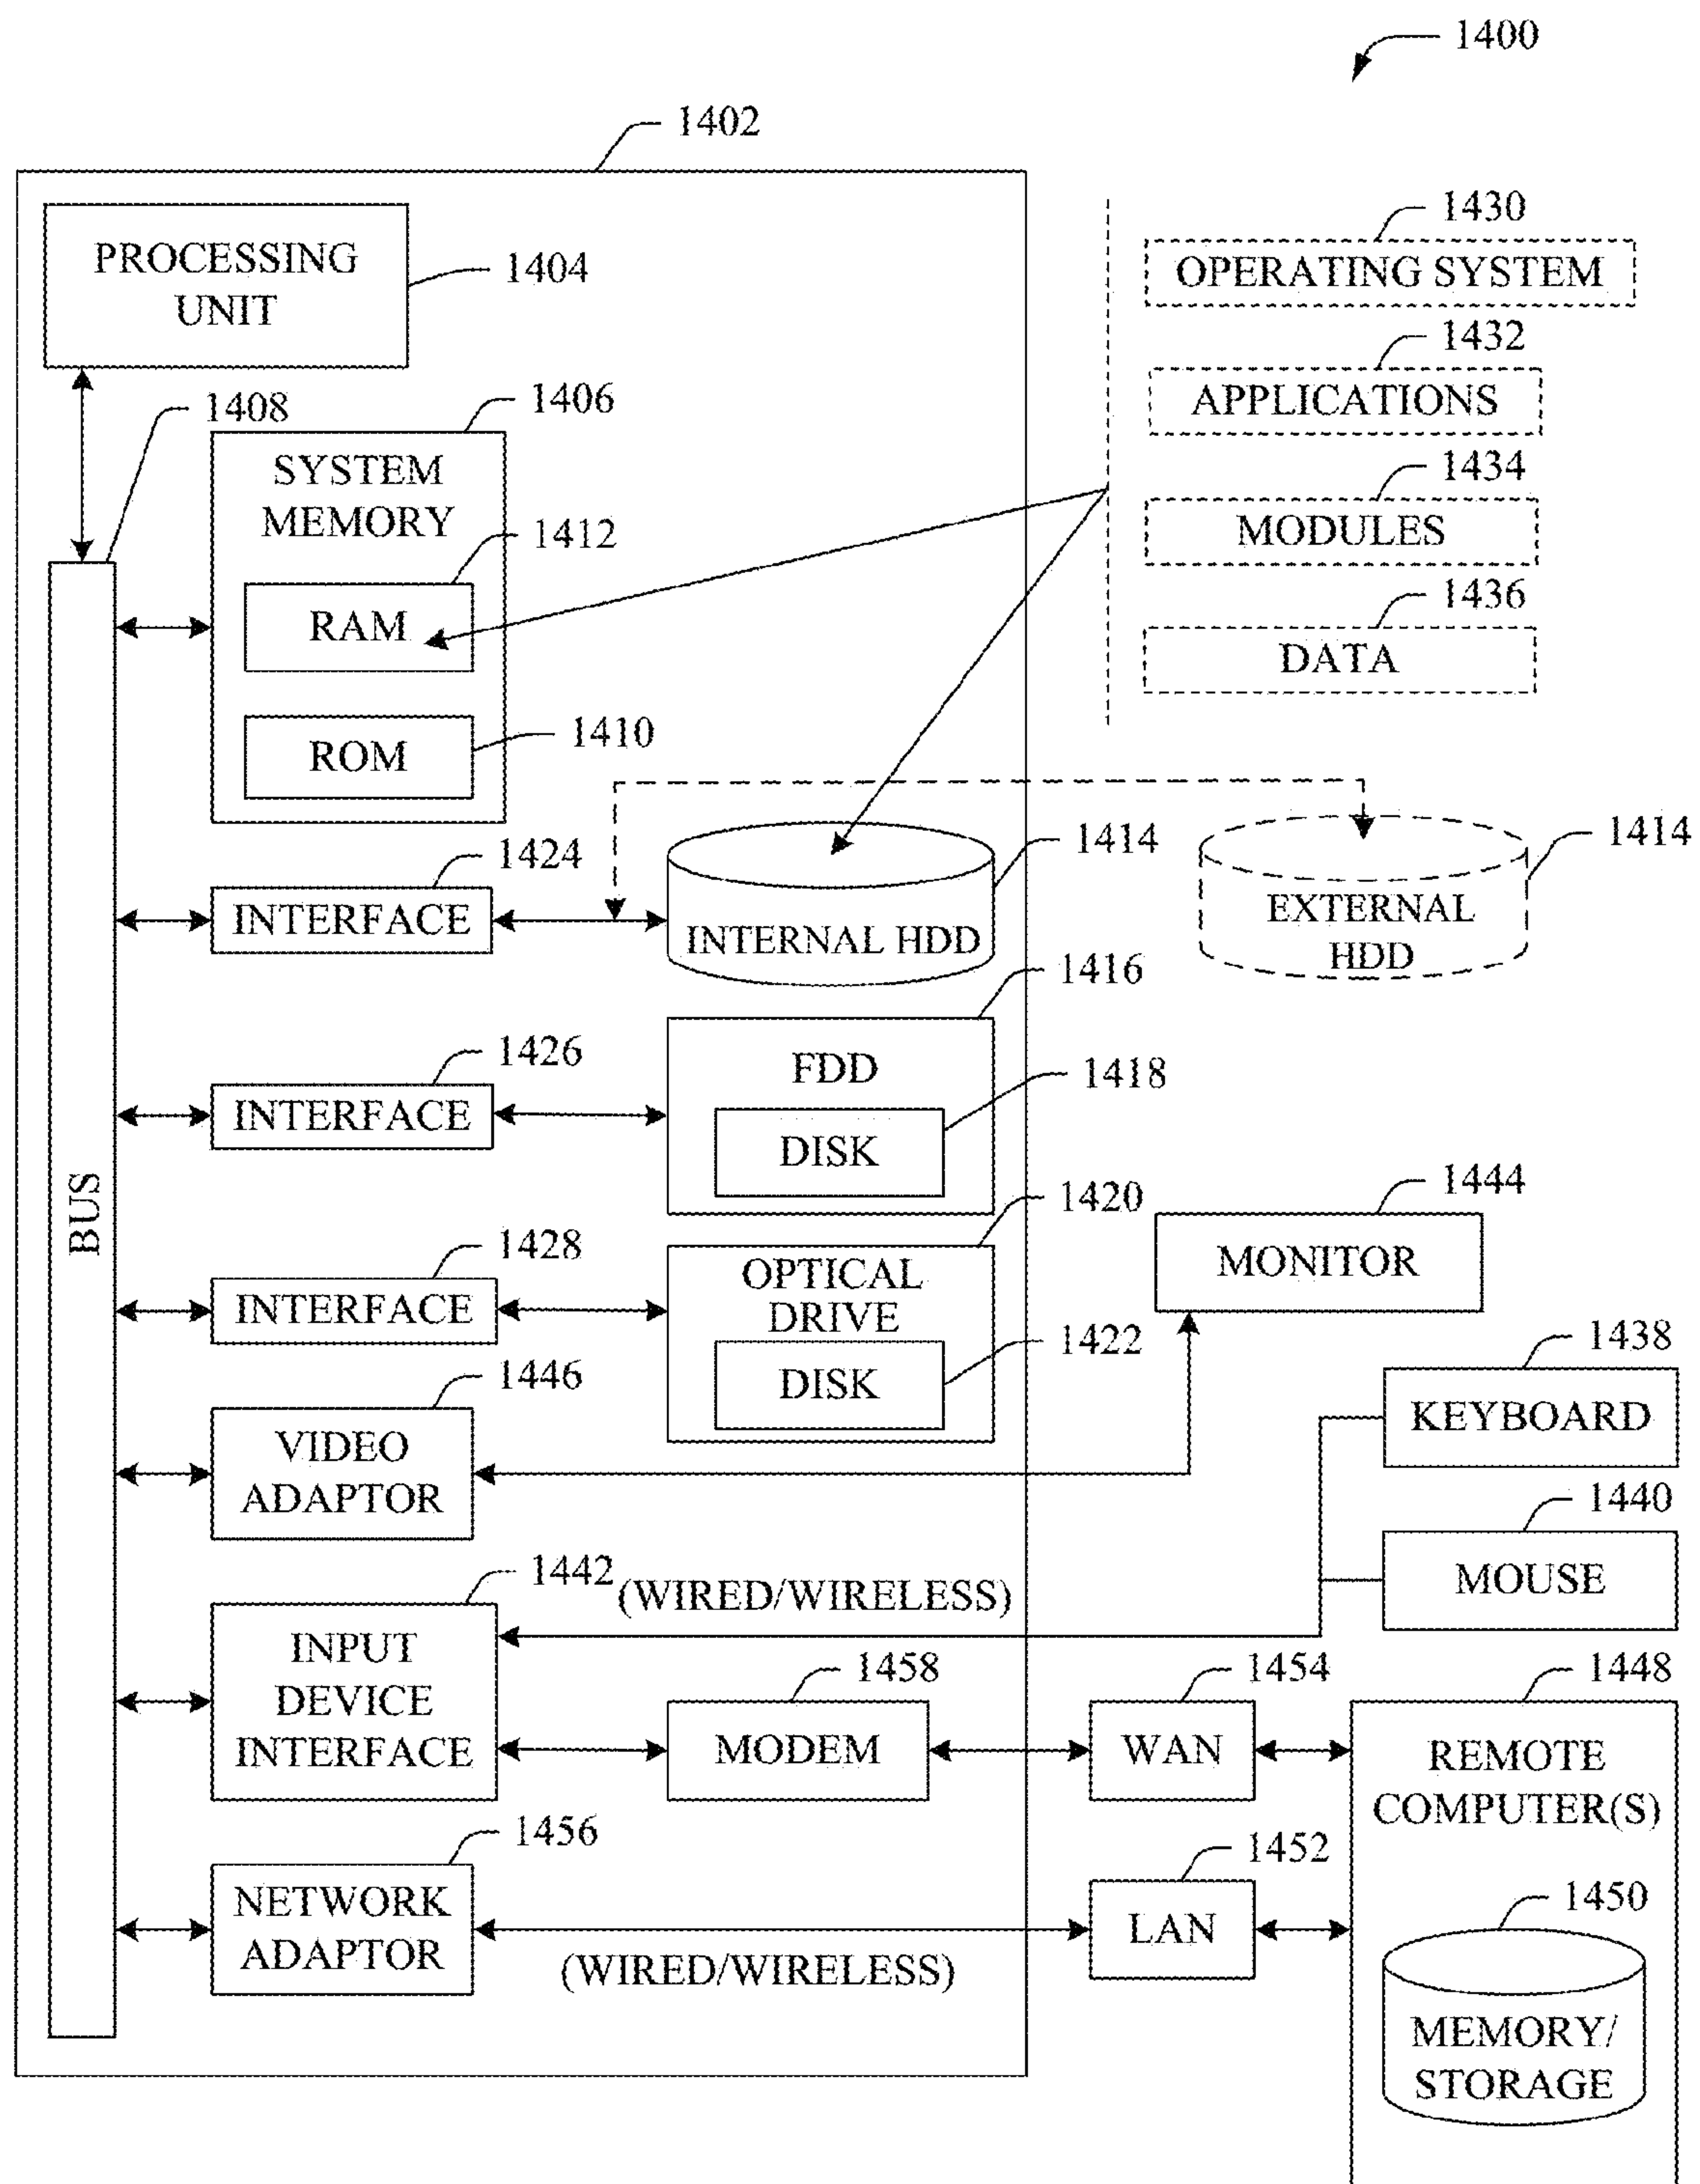 1400
1402
PROCESSING
UNIT
1404
1430
OPERATING SYSTEM
1432
APPLICATIONS
1434
MODULES
1436
DATA
1408
1406
SYSTEM
MEMORY
1412
RAM
1410
ROM
BUS
1424
INTERFACE
1414
INTERNAL HDD
1414
EXTERNAL
HDD
1426
INTERFACE
1416
FDD
1418
DISK
1428
INTERFACE
1420
OPTICAL
DRIVE
1422
DISK
1444
MONITOR
1446
VIDEO
ADAPTOR
1438
KEYBOARD
1440
MOUSE
1442
(WIRED/WIRELESS)
INPUT
DEVICE
INTERFACE
1458
MODEM
1454
WAN
1448
REMOTE
COMPUTER(S)
1456
NETWORK
ADAPTOR
(WIRED/WIRELESS)
1452
LAN
1450
MEMORY/
STORAGE